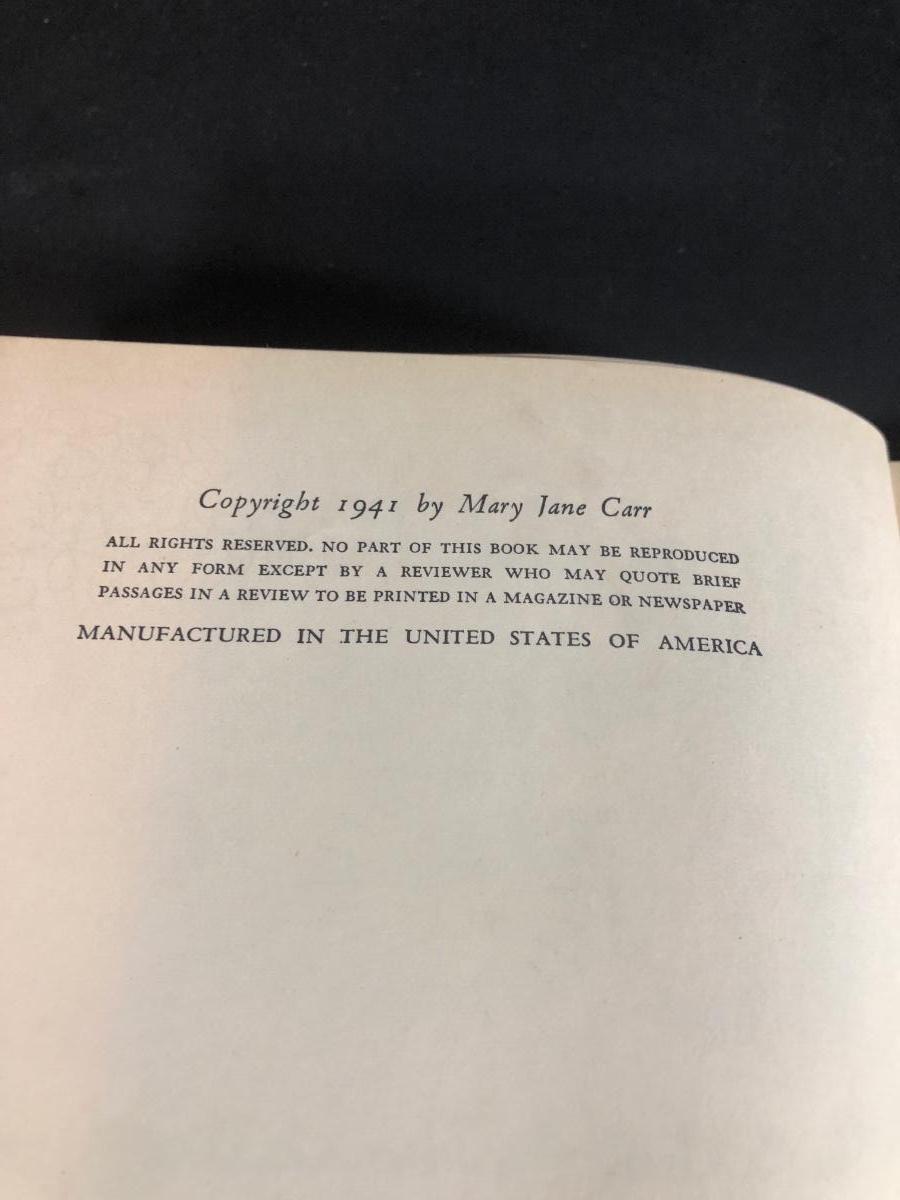 Copyright 1941 by Mary Jane Carr
ALL RIGHTS RESERVED. NO PART OF THIS BOOK MAY BE REPRODUCED
IN ANY FORM EXCEPT BY A REVIEWER WHO MAY QUOTE BRIEF
PASSAGES IN A REVIEW TO BE PRINTED IN A MAGAZINE OR NEWSPAPER
MANUFACTURED IN THE UNITED STATES OF AMERICA